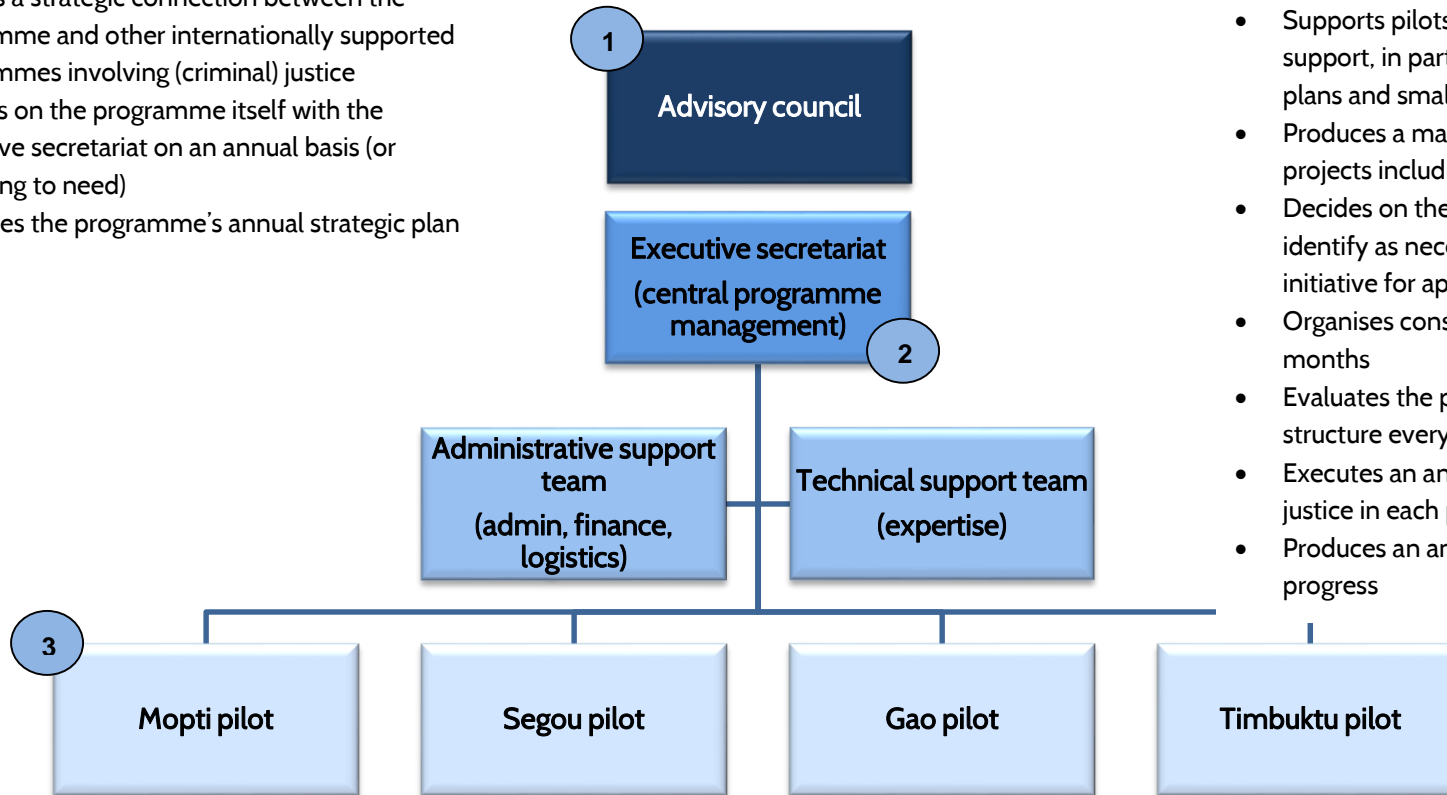 s a strategic connection between the
mme and other internationally supported
mmes involving (criminal) justice
s on the programme itself with the
ve secretariat on an annual basis (or
ng to need)
es the programme's annual strategic plan
1
Advisory council
Executive secretariat
(central programme
management)
2
Administrative support
team
(admin, finance,
logistics)
Technical support team
(expertise)
3
Mopti pilot
Segou pilot
Gao pilot
Timbuktu pilot
• Supports pilots
support, in part
plans and smal
• Produces a ma
projects includ
• Decides on the
identify as nece
initiative for ap
• Organises cons
months
• Evaluates the p
structure every
• Executes an an
justice in each p
• Produces an an
progress